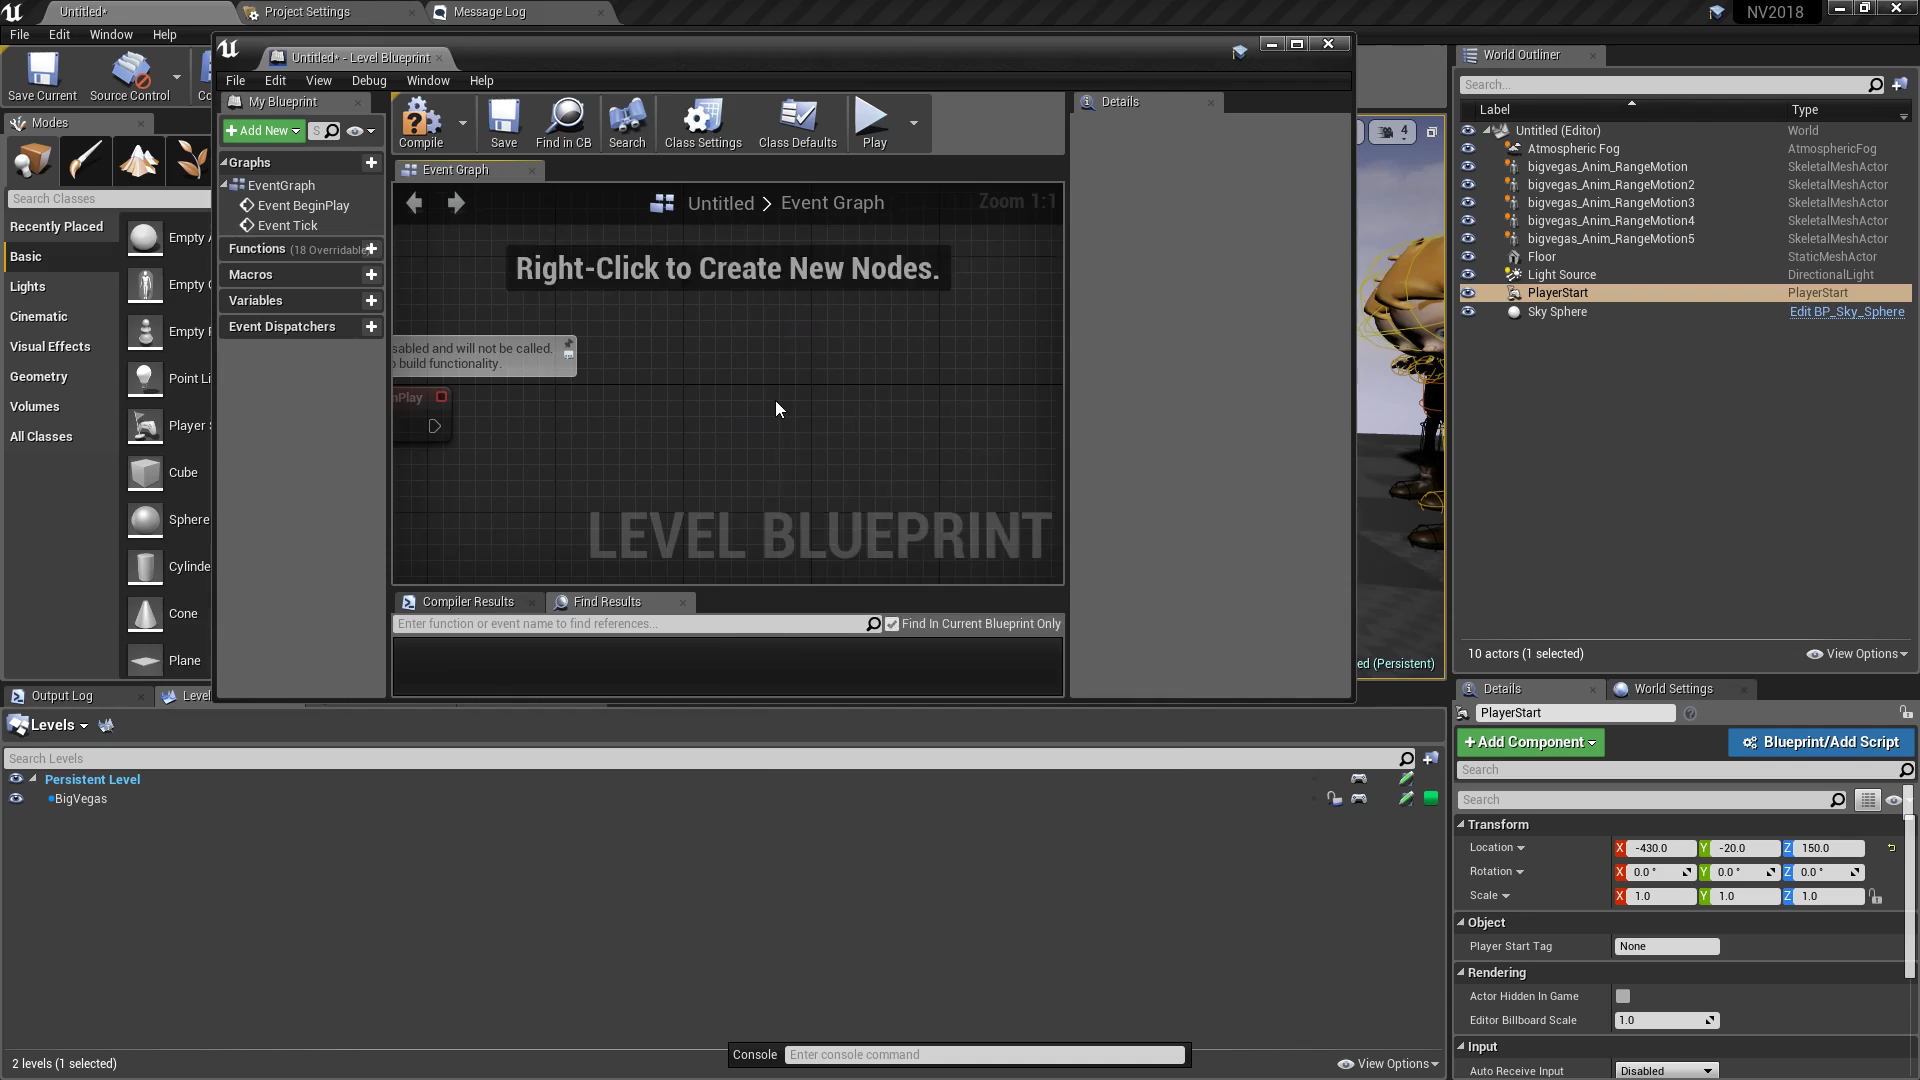 Untitled*
Project Settings
Message Log
NV2018
File Edit Window Help
Save Current
Source Control
Untitled* - Level Blueprint
File Edit View Debug Window Help
My Blueprint
Add New
Graphs
EventGraph
Event BeginPlay
Event Tick
Functions (18 Overridable
Macros
Variables
Event Dispatchers
Compile
Save
Find in CB
Search
Class Settings
Class Defaults
Play
Event Graph
Untitled > Event Graph
Zoom 1:1
Right-Click to Create New Nodes.
sabled and will not be called.
o build functionality.
nPlay
LEVEL BLUEPRINT
Compiler Results
Find Results
Enter function or event name to find references...
Find In Current Blueprint Only
Details
4
ed (Persistent)
Modes
Search Classes
Recently Placed
Basic
Lights
Cinematic
Visual Effects
Geometry
Volumes
All Classes
Empty
Empty
Empty
Point Li
Player
Cube
Sphere
Cylinde
Cone
Plane
World Outliner
Search...
Label Type
Untitled (Editor) World
Atmospheric Fog AtmosphericFog
bigvegas_Anim_RangeMotion SkeletalMeshActor
bigvegas_Anim_RangeMotion2 SkeletalMeshActor
bigvegas_Anim_RangeMotion3 SkeletalMeshActor
bigvegas_Anim_RangeMotion4 SkeletalMeshActor
bigvegas_Anim_RangeMotion5 SkeletalMeshActor
Floor StaticMeshActor
Light Source DirectionalLight
PlayerStart PlayerStart
Sky Sphere Edit BP_Sky_Sphere
10 actors (1 selected)
View Options
Output Log
Level
Levels
Search Levels
Persistent Level
BigVegas
2 levels (1 selected)
Console Enter console command
View Options
Details
World Settings
PlayerStart
+Add Component
Blueprint/Add Script
Search
Search
Transform
Location X -430.0 Y -20.0 Z 150.0
Rotation X 0.0 ° Y 0.0 ° Z 0.0 °
Scale X 1.0 Y 1.0 Z 1.0
Object
Player Start Tag None
Rendering
Actor Hidden In Game
Editor Billboard Scale 1.0
Input
Auto Receive Input Disabled